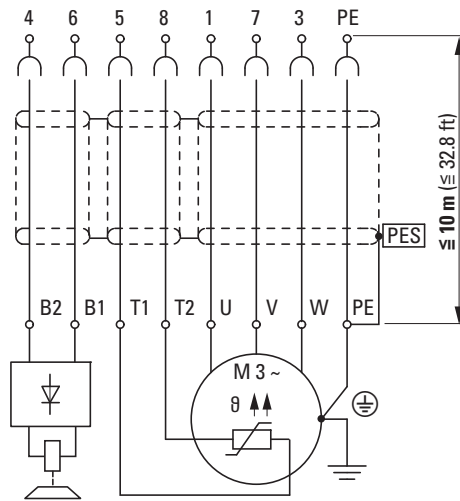 4 6 5 8 1 7 3 PE
≦ 10 m (≦ 32.8 ft)
PES
B2 B1 T1 T2 U V W PE
M 3 ~
ϑ